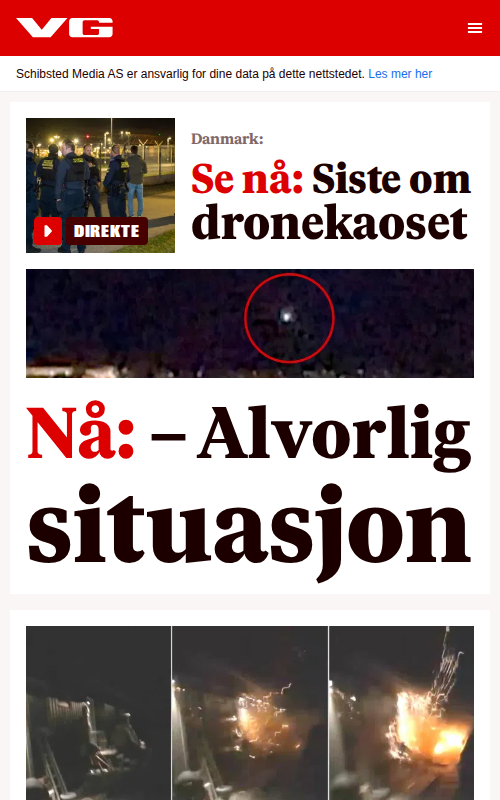 VG
Schibsted Media AS er ansvarlig for dine data på dette nettstedet. Les mer her
Danmark:
Se nå: Siste om
dronekaoset
DIREKTE
Nå: – Alvorlig
situasjon